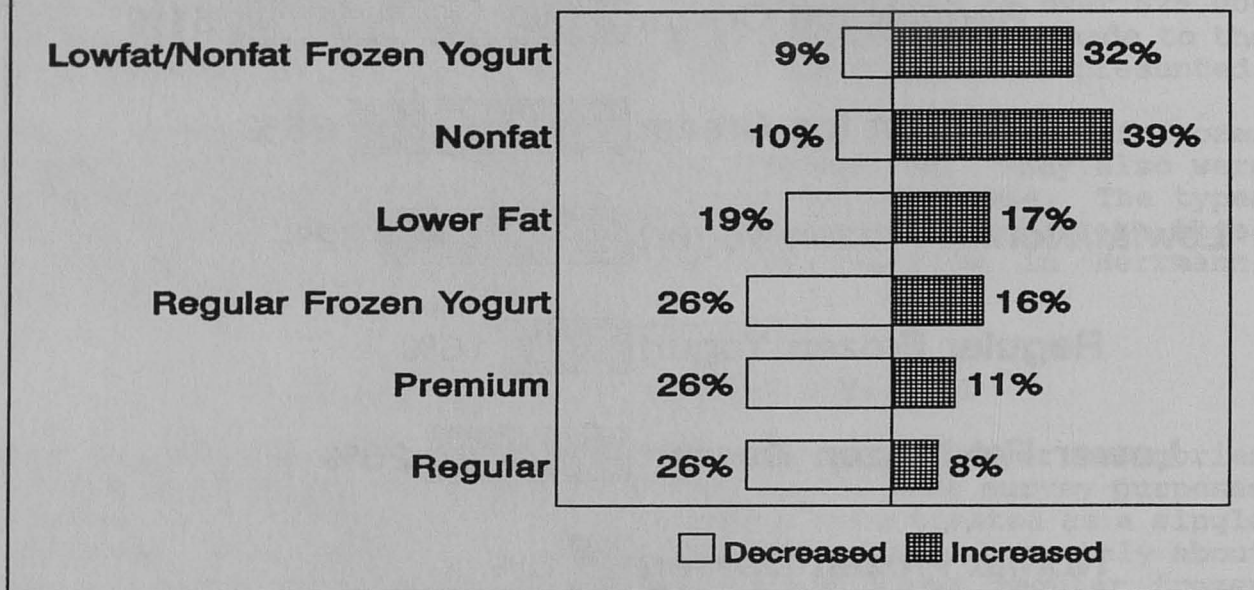 Lowfat/Nonfat Frozen Yogurt 9% 32%
Nonfat 10% 39%
Lower Fat 19% 17%
Regular Frozen Yogurt 26% 16%
Premium 26% 11%
Regular 26% 8%
Decreased Increased